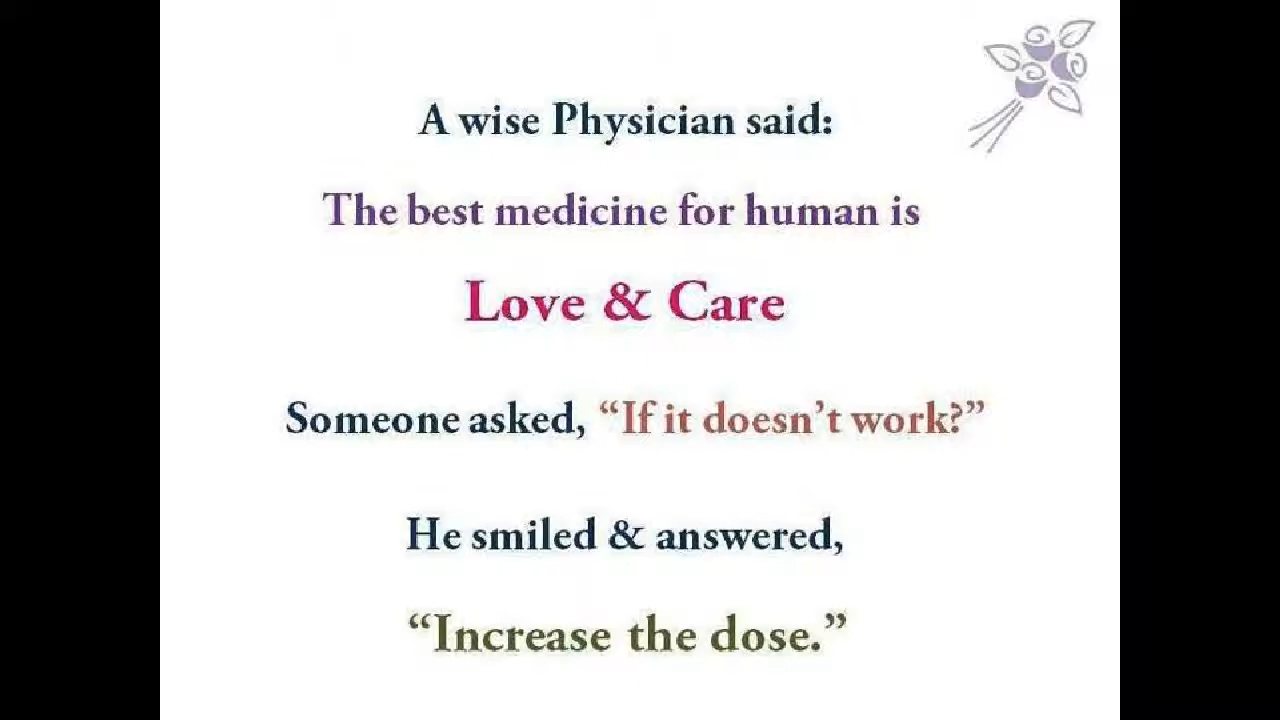 A wise Physician said:
The best medicine for human is
Love & Care
Someone asked, “If it doesn’t work?”
He smiled & answered,
“Increase the dose.”